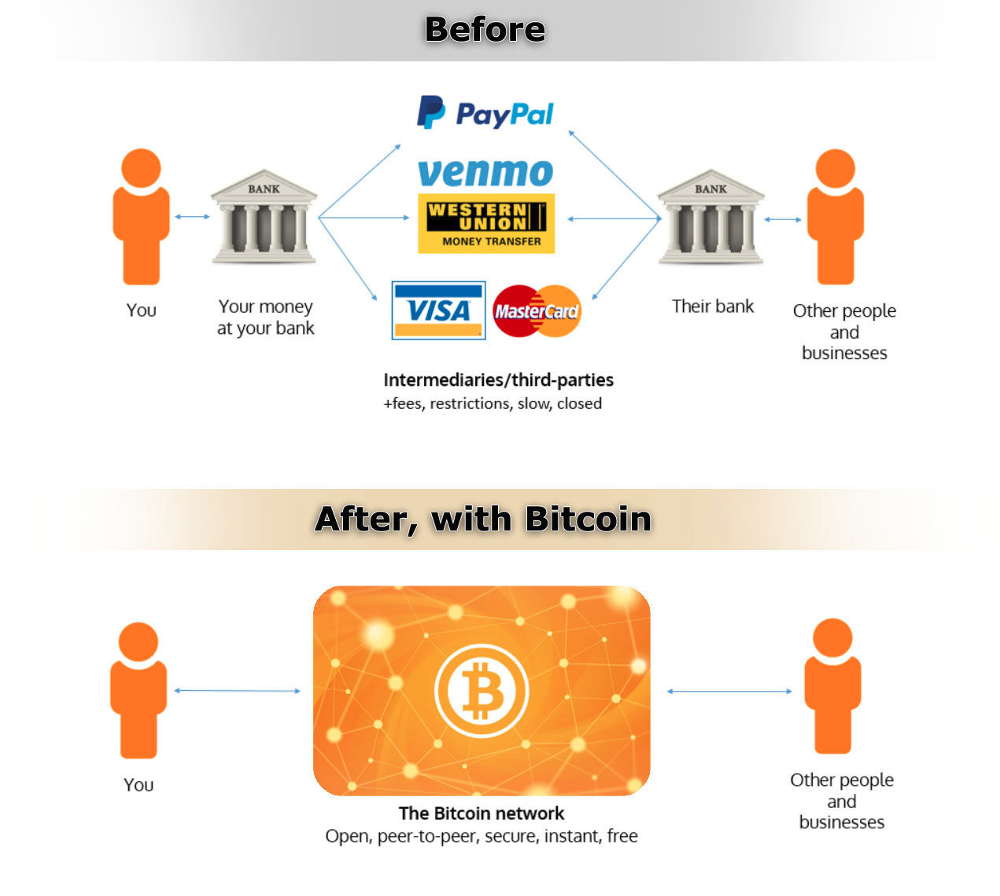 Before
PayPal
venmo
BANK
BANK
WESTERN
UNION
MONEY TRANSFER
VISA
MasterCard
You
Your money
at your bank
Their bank
Other people
and
businesses
Intermediaries/third-parties
+fees, restrictions, slow, closed
After, with Bitcoin
You
The Bitcoin network
Open, peer-to-peer, secure, instant, free
Other people
and
businesses